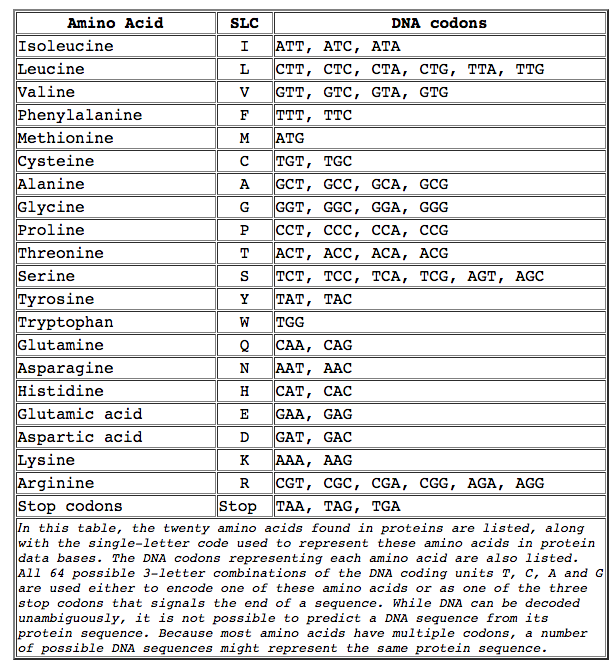 Amino Acid SLC DNA codons
Isoleucine I ATT, ATC, ATA
Leucine L CTT, CTC, CTA, CTG, TTA, TTG
Valine V GTT, GTC, GTA, GTG
Phenylalanine F TTT, TTC
Methionine M ATG
Cysteine C TGT, TGC
Alanine A GCT, GCC, GCA, GCG
Glycine G GGT, GGC, GGA, GGG
Proline P CCT, CCC, CCA, CCG
Threonine T ACT, ACC, ACA, ACG
Serine S TCT, TCC, TCA, TCG, AGT, AGC
Tyrosine Y TAT, TAC
Tryptophan W TGG
Glutamine Q CAA, CAG
Asparagine N AAT, AAC
Histidine H CAT, CAC
Glutamic acid E GAA, GAG
Aspartic acid D GAT, GAC
Lysine K AAA, AAG
Arginine R CGT, CGC, CGA, CGG, AGA, AGG
Stop codons Stop TAA, TAG, TGA
In this table, the twenty amino acids found in proteins are listed, along
with the single-letter code used to represent these amino acids in protein
data bases. The DNA codons representing each amino acid are also listed.
All 64 possible 3-letter combinations of the DNA coding units T, C, A and G
are used either to encode one of these amino acids or as one of the three
stop codons that signals the end of a sequence. While DNA can be decoded
unambiguously, it is not possible to predict a DNA sequence from its
protein sequence. Because most amino acids have multiple codons, a number
of possible DNA sequences might represent the same protein sequence.